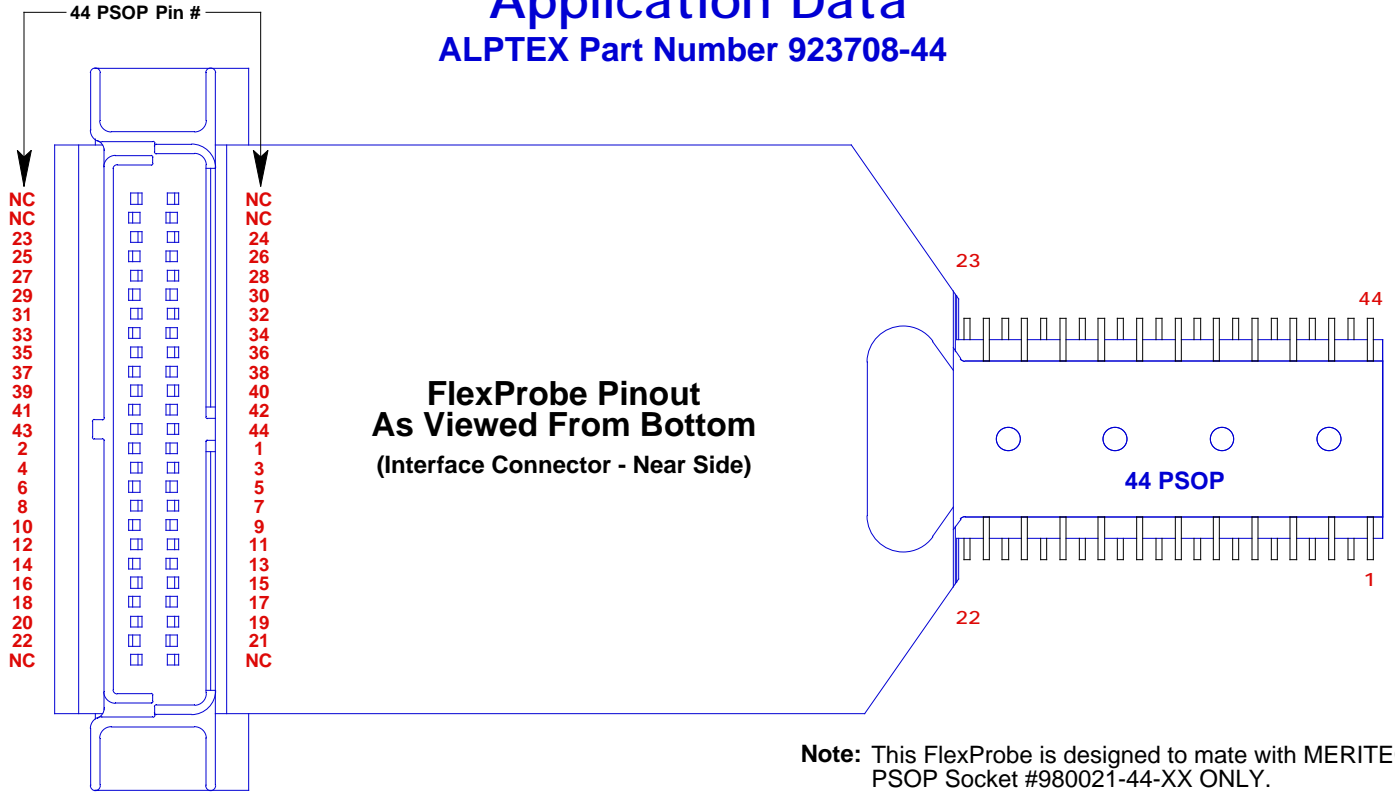 44 PSOP Pin #
Application Data
ALPTEX Part Number 923708-44
NC NC
NC NC
23 24
25 26
27 28
29 30
31 32
33 34
35 36
37 38
39 40
41 42
43 44
2 1
4 3
6 5
8 7
10 9
12 11
14 13
16 15
18 17
20 19
22 21
NC NC
FlexProbe Pinout
As Viewed From Bottom
(Interface Connector - Near Side)
23
44
44 PSOP
1
22
Note: This FlexProbe is designed to mate with MERITE
PSOP Socket #980021-44-XX ONLY.